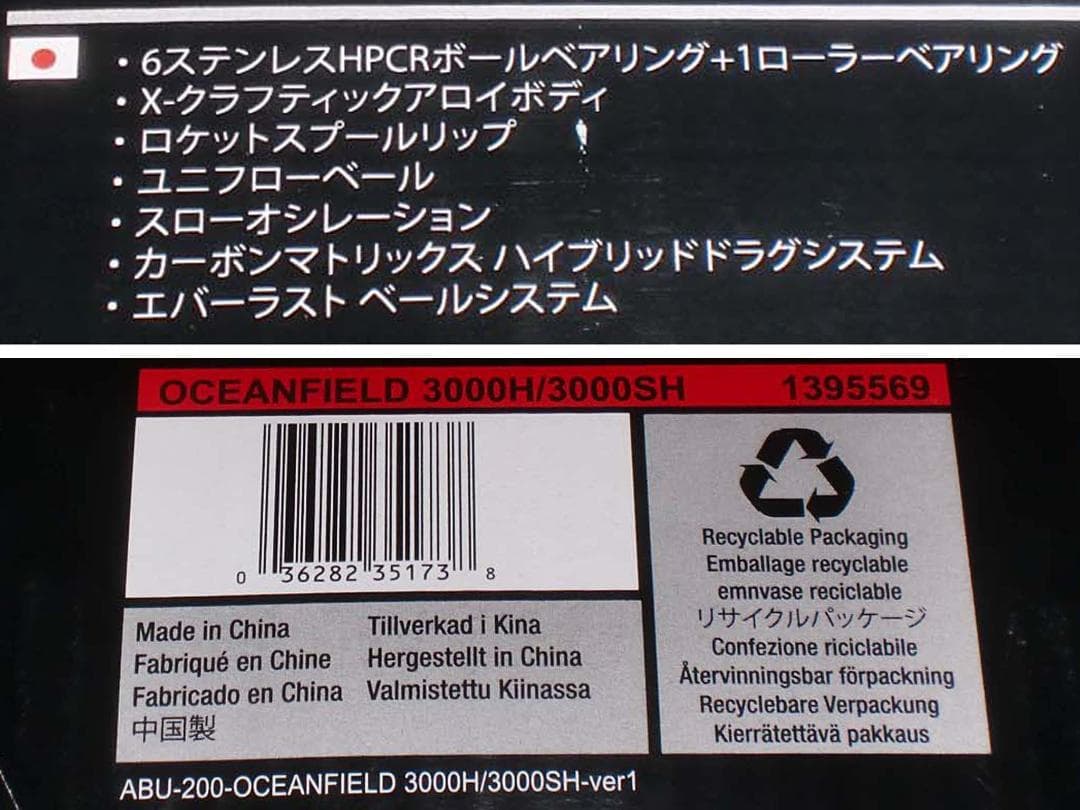 ・6ステンレスHPCRボールベアリング+1ローラーベアリング
・X-クラフティックアロイボディ
・ロケットスプールリップ
・ユニフローベール
・スローオシレーション
・カーボンマトリックス ハイブリッドドラグシステム
・エバーラスト ベールシステム
OCEANFIELD 3000H/3000SH 1395569
0 36282 35173 8
Made in China
Fabriqué en Chine
Fabricado en China
中国製
Tillverkad i Kina
Hergestellt in China
Valmistettu Kiinassa
Recyclable Packaging
Emballage recyclable
emnvase reciclable
リサイクルパッケージ
Confezione riciclabile
Återvinningsbar förpackning
Recyclebare Verpackung
Kierrätettävä pakkaus
ABU-200-OCEANFIELD 3000H/3000SH-ver1